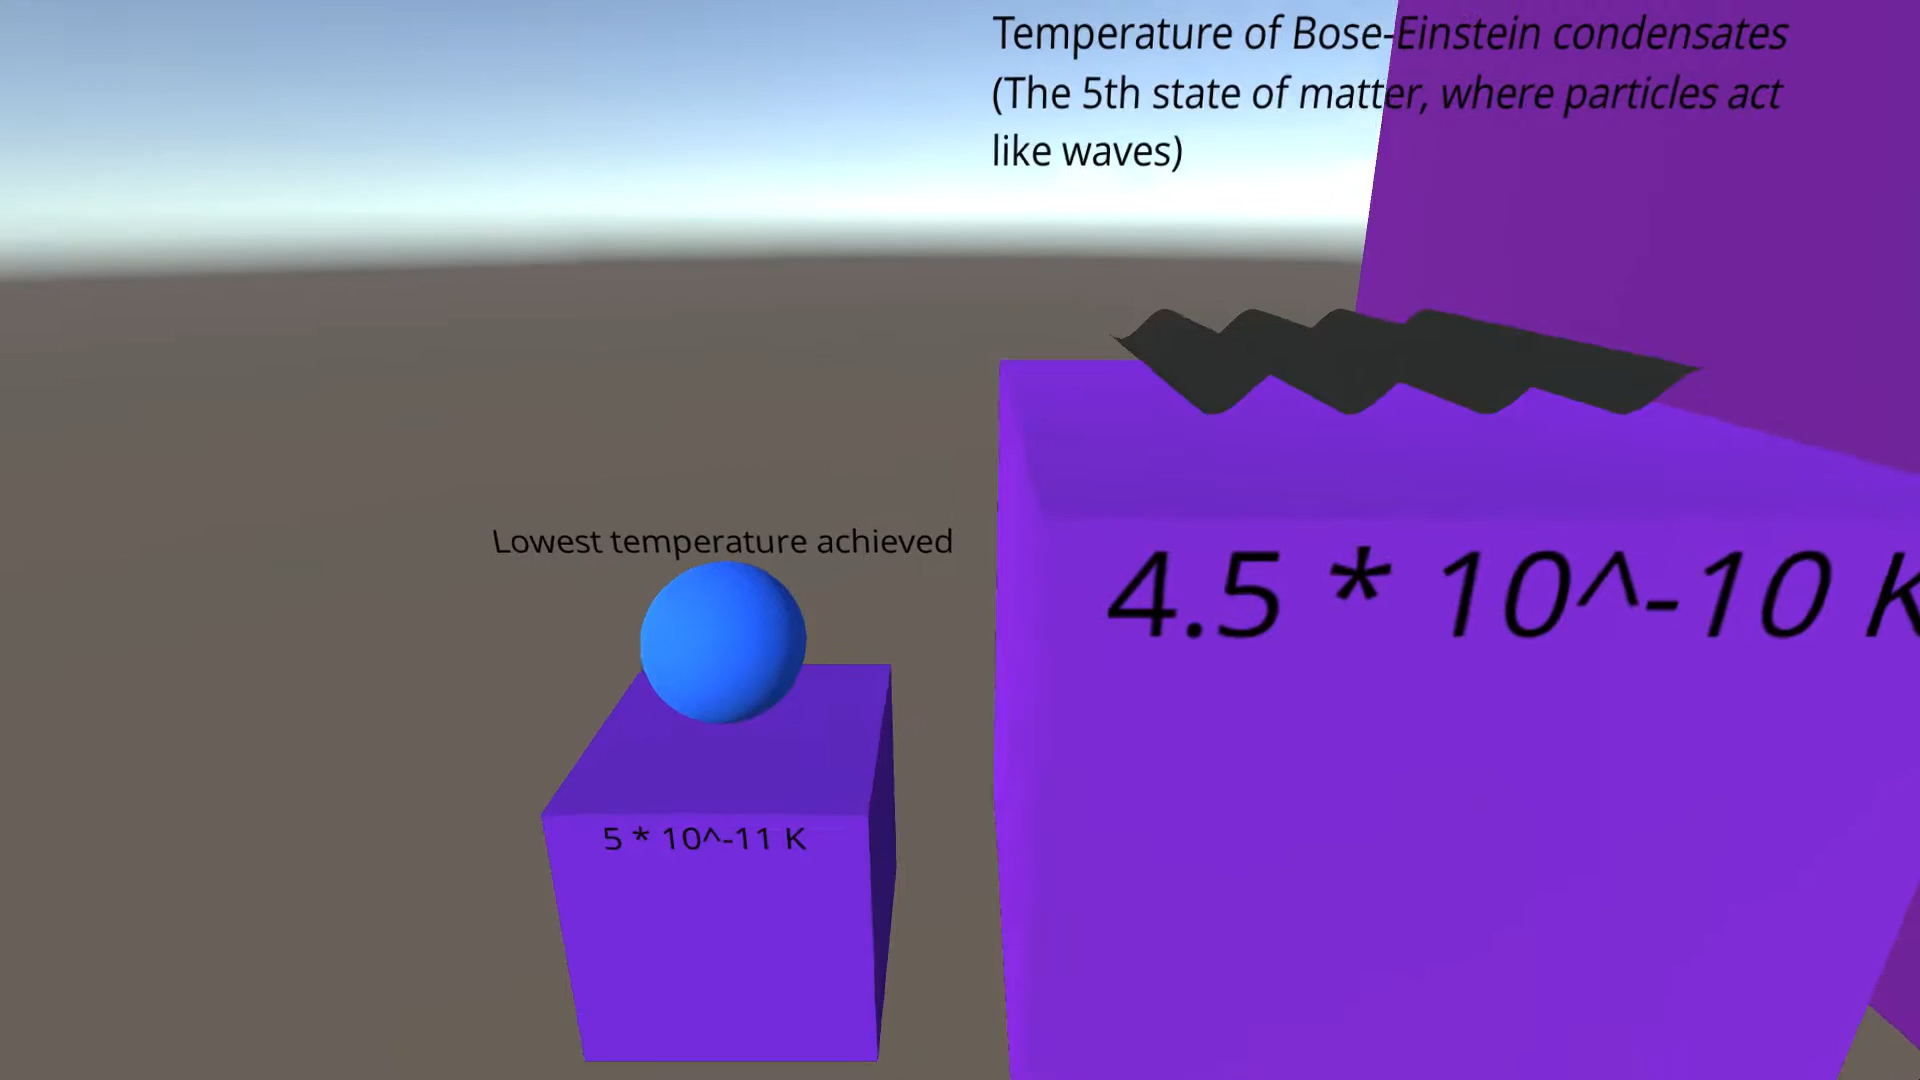 Temperature of Bose-Einstein condensates
(The 5th state of matter, where particles act
like waves)
Lowest temperature achieved
4.5 * 10^-10 K
5 * 10^-11 K